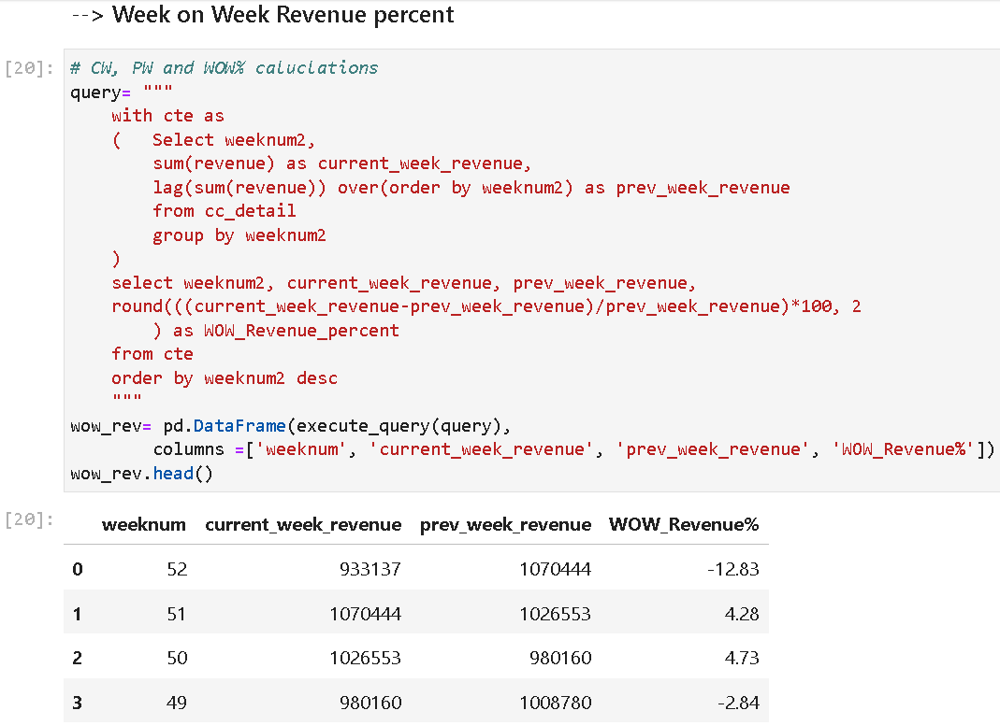 --> Week on Week Revenue percent
[20]: # CW, PW and WOW% caluclations
query= """
with cte as
( Select weeknum2,
sum(revenue) as current_week_revenue,
lag(sum(revenue)) over(order by weeknum2) as prev_week_revenue
from cc_detail
group by weeknum2
)
select weeknum2, current_week_revenue, prev_week_revenue,
round(((current_week_revenue-prev_week_revenue)/prev_week_revenue)*100, 2
) as WOW_Revenue_percent
from cte
order by weeknum2 desc
"""
wow_rev= pd.DataFrame(execute_query(query),
columns =['weeknum', 'current_week_revenue', 'prev_week_revenue', 'WOW_Revenue%'])
wow_rev.head()
[20]: weeknum current_week_revenue prev_week_revenue WOW_Revenue%
0 52 933137 1070444 -12.83
1 51 1070444 1026553 4.28
2 50 1026553 980160 4.73
3 49 980160 1008780 -2.84